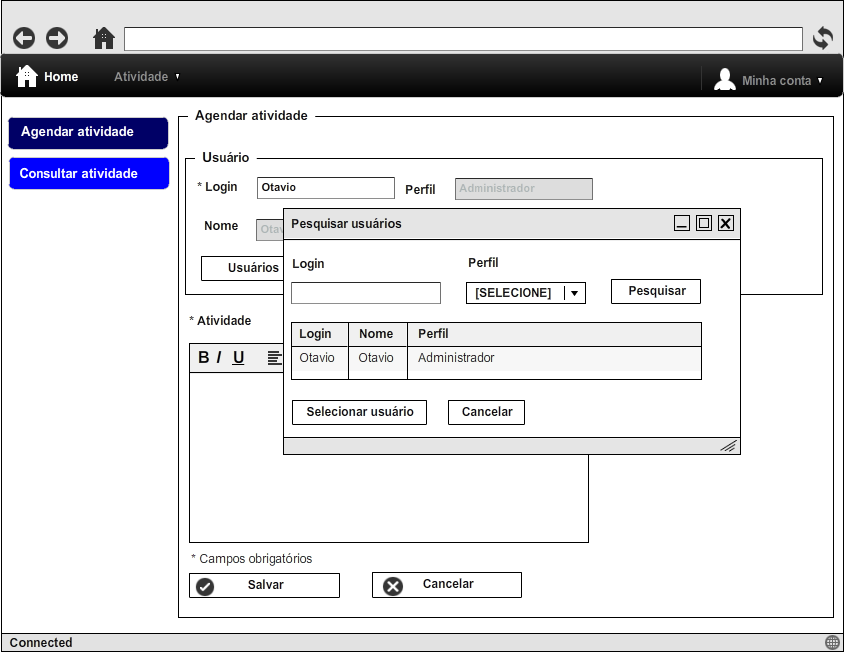 Home
Atividade
Minha conta
Agendar atividade
Consultar atividade
Agendar atividade
Usuário
* Login
Otavio
Perfil
Administrador
Nome
Otav
Usuários
Pesquisar usuários
Login
Perfil
[SELECIONE]
Pesquisar
Login Nome Perfil
Otavio Otavio Administrador
Selecionar usuário
Cancelar
* Atividade
B I U
* Campos obrigatórios
Salvar
Cancelar
Connected